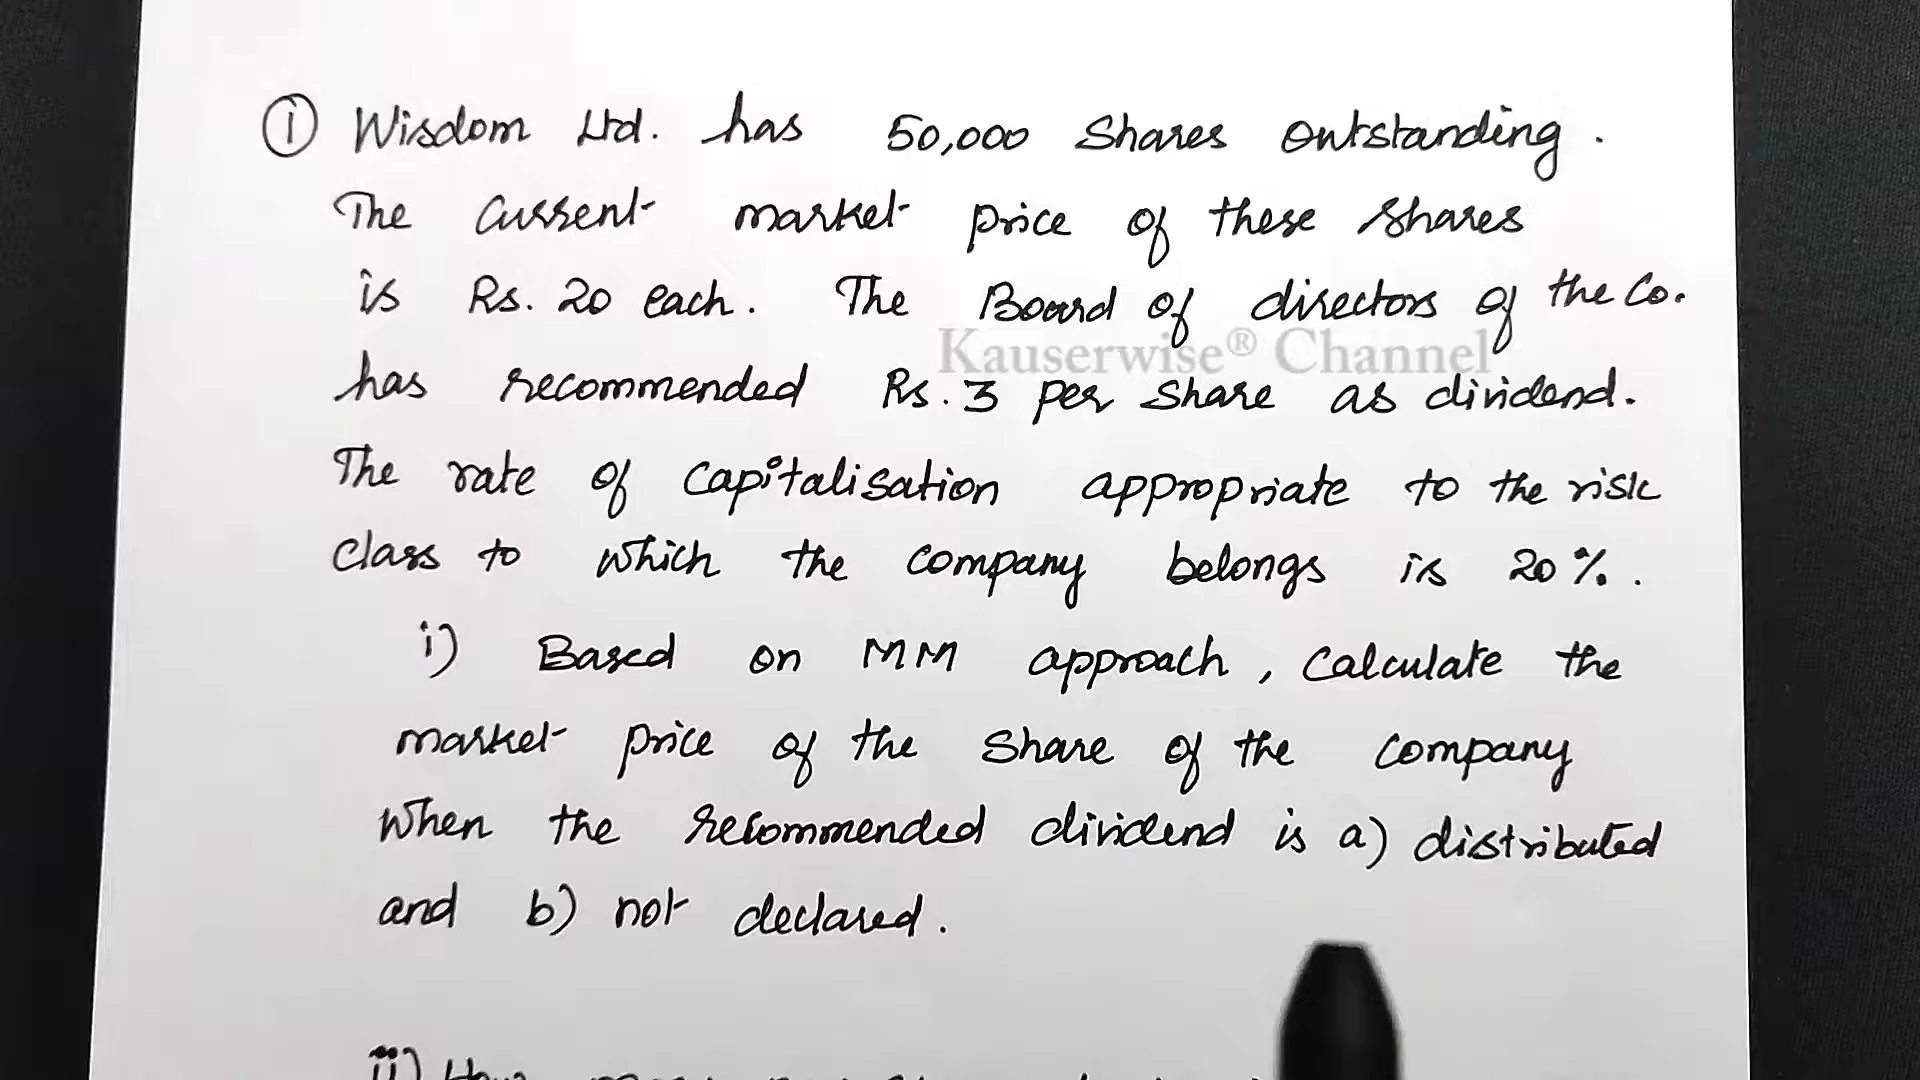 ① Wisdom Ltd. has 50,000 Shares outstanding.
The current market price of these shares
is Rs. 20 each. The Board of directors of the Co.
Kauserwise® Channel
has recommended Rs. 3 per share as dividend.
The rate of capitalisation appropriate to the risk
class to which the company belongs is 20%.
i) Based on MM approach, calculate the
market price of the share of the company
when the recommended dividend is a) distributed
and b) not declared.
ii) How